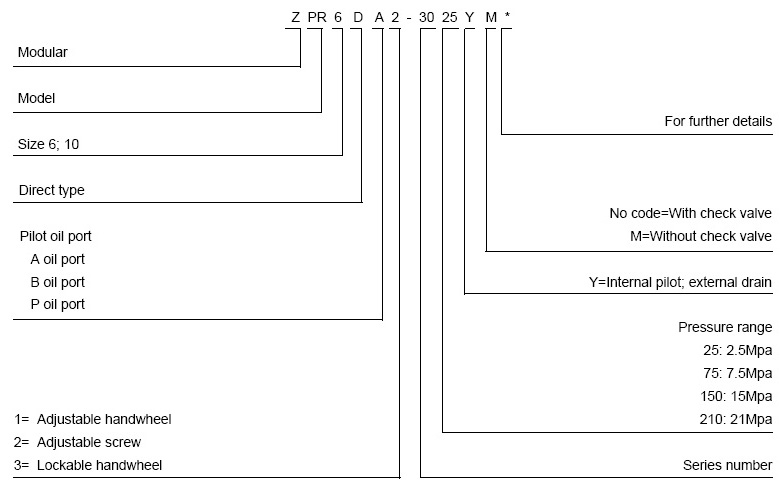 Z PR 6 D A 2 - 30 25 Y M *
Modular
Model
Size 6; 10
Direct type
Pilot oil port
A oil port
B oil port
P oil port
1= Adjustable handwheel
2= Adjustable screw
3= Lockable handwheel
For further details
No code=With check valve
M=Without check valve
Y=Internal pilot; external drain
Pressure range
25: 2.5Mpa
75: 7.5Mpa
150: 15Mpa
210: 21Mpa
Series number